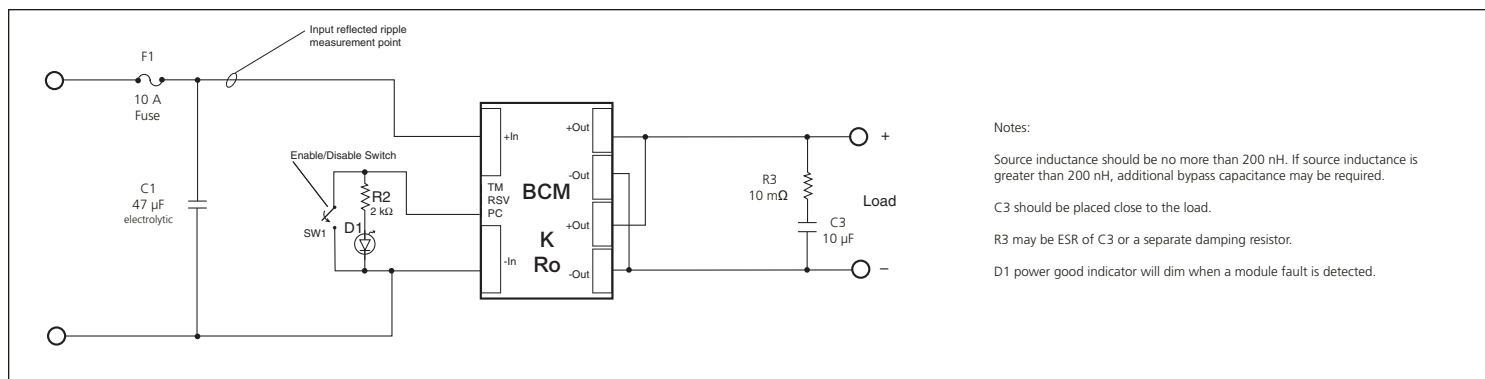 Input reflected ripple
measurement point
F1
10 A
Fuse
C1
47 µF
electrolytic
Enable/Disable Switch
SW1
R2
2 kΩ
D1
+In
TM
RSV
PC
-In
BCM
K
Ro
+Out
-Out
+Out
-Out
R3
10 mΩ
C3
10 µF
+
Load
–
Notes:
Source inductance should be no more than 200 nH. If source inductance is
greater than 200 nH, additional bypass capacitance may be required.
C3 should be placed close to the load.
R3 may be ESR of C3 or a separate damping resistor.
D1 power good indicator will dim when a module fault is detected.